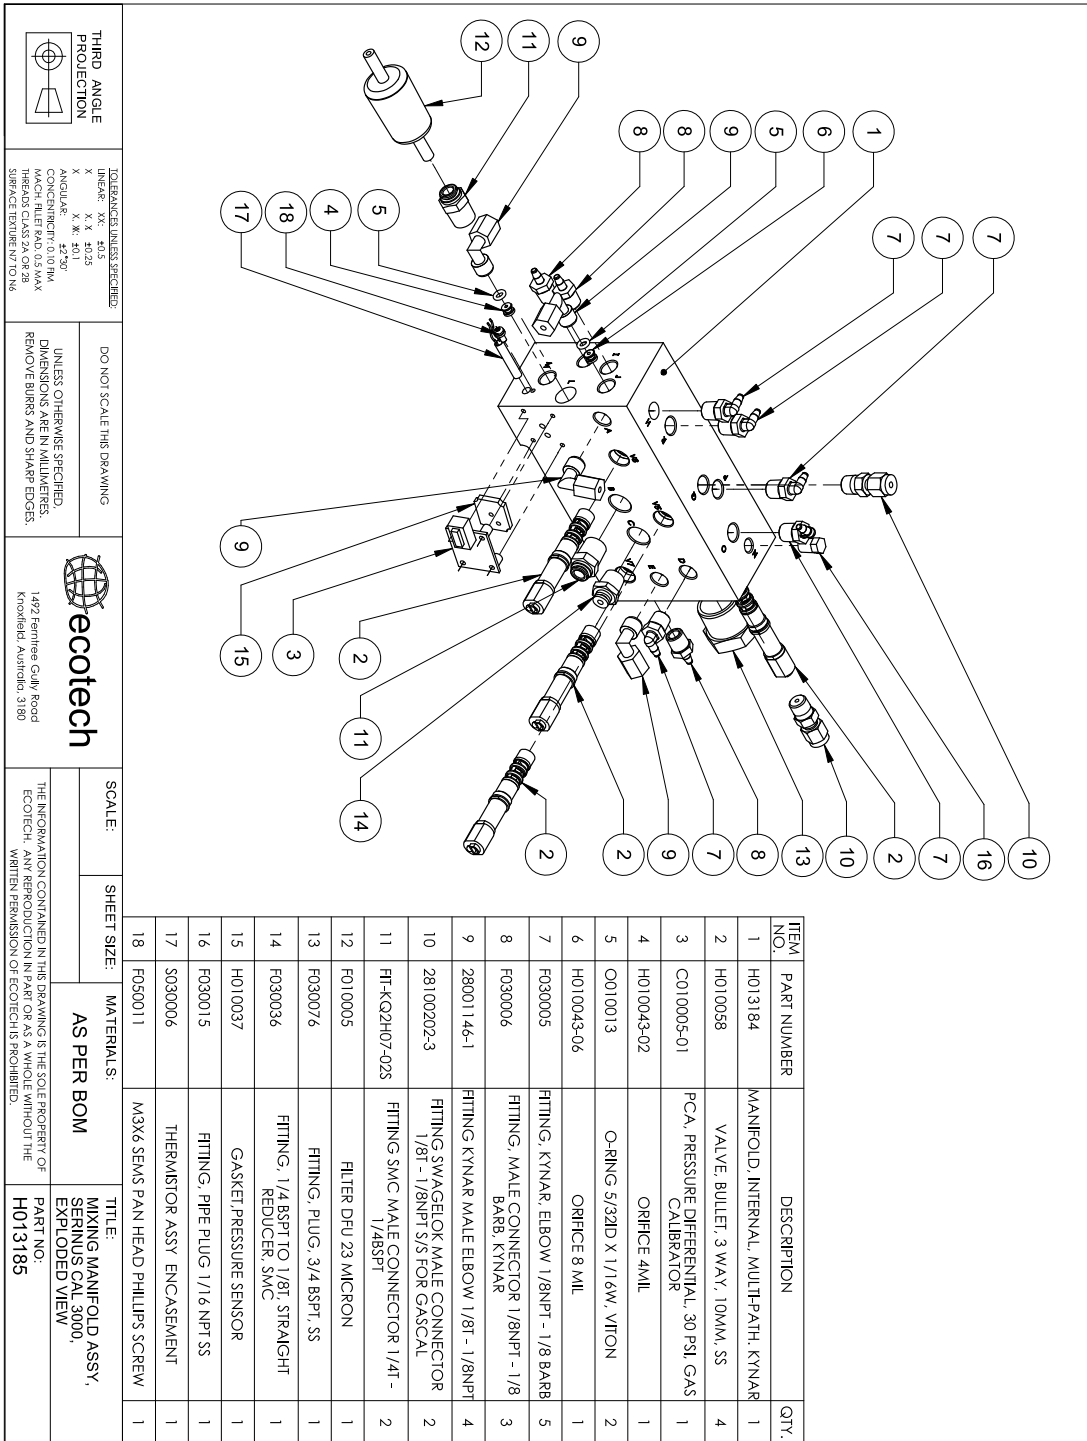 12
11
9
8
8
9
5
6
1
7
7
7
5
4
18
17
9
15
3
2
11
14
2
2
9
7
8
13
10
2
7
16
10
I
J
M
L
A
B
C
D
E
ITEM NO. PART NUMBER DESCRIPTION QTY.
1 H013184 MANIFOLD, INTERNAL, MULTI-PATH, KYNAR 1
2 H010058 VALVE, BULLET, 3 WAY, 10MM, SS 4
3 C010005-01 PCA, PRESSURE DIFFERENTIAL, 30 PSI, GAS
CALIBRATOR 1
4 H010043-02 ORIFICE 4MIL 1
5 O010013 O-RING 5/32ID X 1/16W, VITON 2
6 H010043-06 ORIFICE 8 MIL 1
7 F030005 FITTING, KYNAR, ELBOW 1/8NPT - 1/8 BARB 5
8 F030006 FITTING, MALE CONNECTOR 1/8NPT - 1/8
BARB, KYNAR 3
9 28001146-1 FITTING KYNAR MALE ELBOW 1/8T - 1/8NPT 4
10 28100202-3 FITTING SWAGELOK MALE CONNECTOR
1/8T - 1/8NPT S/S FOR GASCAL 2
11 FIT-KQ2H07-02S FITTING SMC MALE CONNECTOR 1/4T -
1/4BSPT 2
12 F010005 FILTER DFU 23 MICRON 1
13 F030076 FITTING, PLUG, 3/4 BSPT, SS 1
14 F030036 FITTING, 1/4 BSPT TO 1/8T, STRAIGHT
REDUCER, SMC 1
15 H010037 GASKET,PRESSURE SENSOR 1
16 F030015 FITTING, PIPE PLUG 1/16 NPT SS 1
17 S030006 THERMISTOR ASSY ENCASEMENT 1
18 F050011 M3X6 SEMS PAN HEAD PHILLIPS SCREW 1
THIRD ANGLE
PROJECTION
TOLERANCES UNLESS SPECIFIED:
LINEAR: XX: ±0.5
X X.X ±0.25
X X.XX: ±0.1
ANGULAR: ±2°30'
CONCENTRICITY: 0.10 FIM
MACH. FILLET RAD. 0.5 MAX
THREADS CLASS 2A OR 2B
SURFACE TEXTURE N7 TO N6
DO NOT SCALE THIS DRAWING
UNLESS OTHERWISE SPECIFIED,
DIMENSIONS ARE IN MILLIMETRES.
REMOVE BURRS AND SHARP EDGES.
ecotech
1492 Ferntree Gully Road
Knoxfield, Australia, 3180
SCALE:
SHEET SIZE:
MATERIALS:
AS PER BOM
THE INFORMATION CONTAINED IN THIS DRAWING IS THE SOLE PROPERTY OF
ECOTECH. ANY REPRODUCTION IN PART OR AS A WHOLE WITHOUT THE
WRITTEN PERMISSION OF ECOTECH IS PROHIBITED.
TITLE:
MIXING MANIFOLD ASSY,
SERINUS CAL 3000,
EXPLODED VIEW
PART NO:
H013185